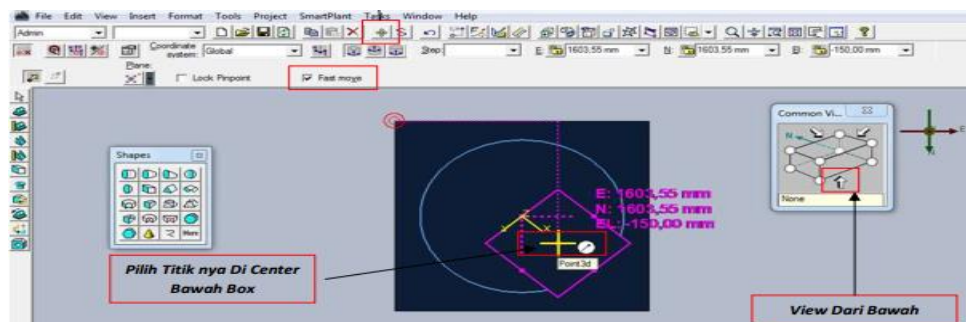 File Edit View Insert Format Tools Project SmartPlant Tasks Window Help
Admin
Coordinate system: Global Step: E: 1603,55 mm N: 1603,55 mm -150,00 mm
Plane:
Lock Pinpoint Fast move
Common Vi...
E
N
None
Shapes
More
E: 1603,55 mm
N: 1603,55 mm
EL: -150,00 mm
Point3d
Pilih Titik nya Di Center
Bawah Box
View Dari Bawah